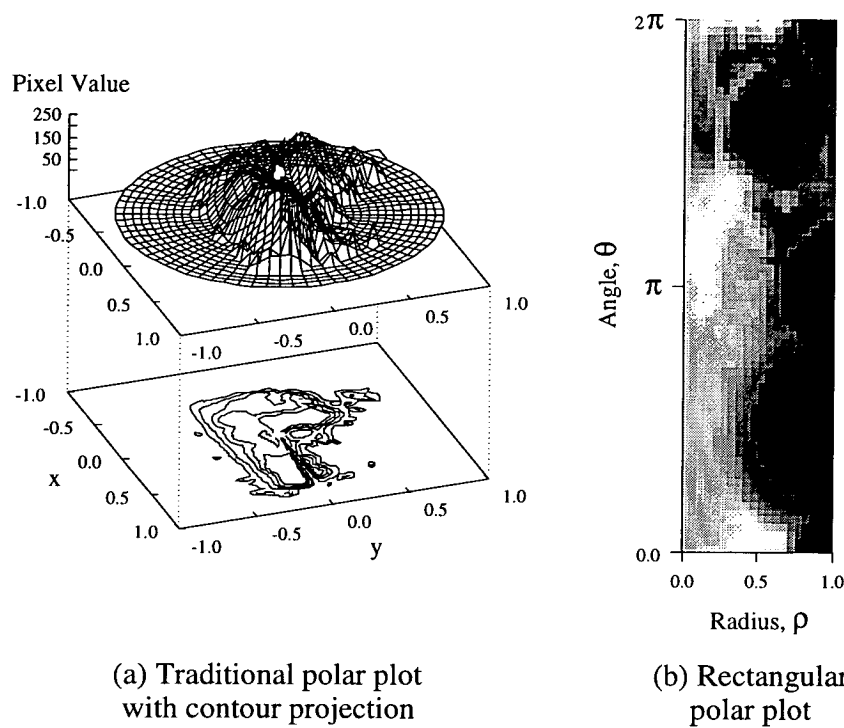 Pixel Value
250
150
50
-1.0
-0.5
0.0
0.5
1.0
-1.0
-0.5
0.0
0.5
1.0
-1.0
-0.5
0.0
0.5
1.0
x
-1.0
-0.5
0.0
0.5
1.0
y
(a) Traditional polar plot
with contour projection
2π
π
0.0
Angle, θ
0.0
0.5
1.0
Radius, ρ
(b) Rectangular
polar plot